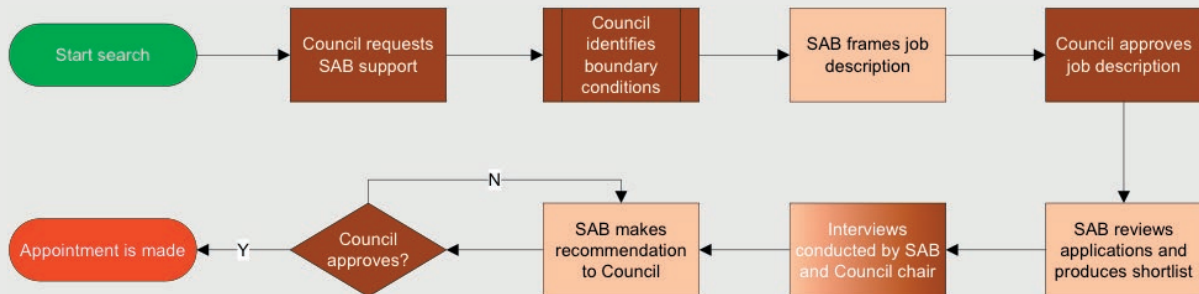 Start search
Council requests
SAB support
Council
identifies
boundary
conditions
SAB frames job
description
Council approves
job description
N
Appointment is made
Y
Council
approves?
SAB makes
recommendation
to Council
Interviews
conducted by SAB
and Council chair
SAB reviews
applications and
produces shortlist